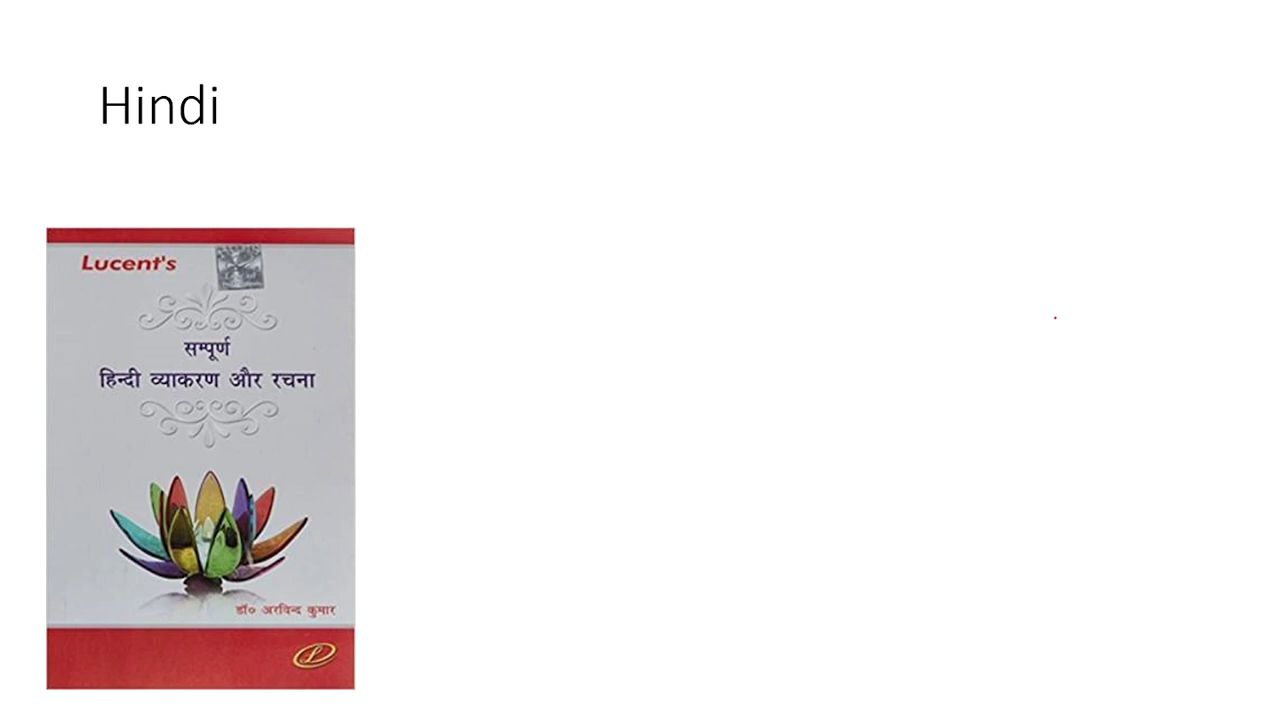 Hindi
Lucent's
सम्पूर्ण
हिन्दी व्याकरण और रचना
डॉ० अरविन्द कुमार